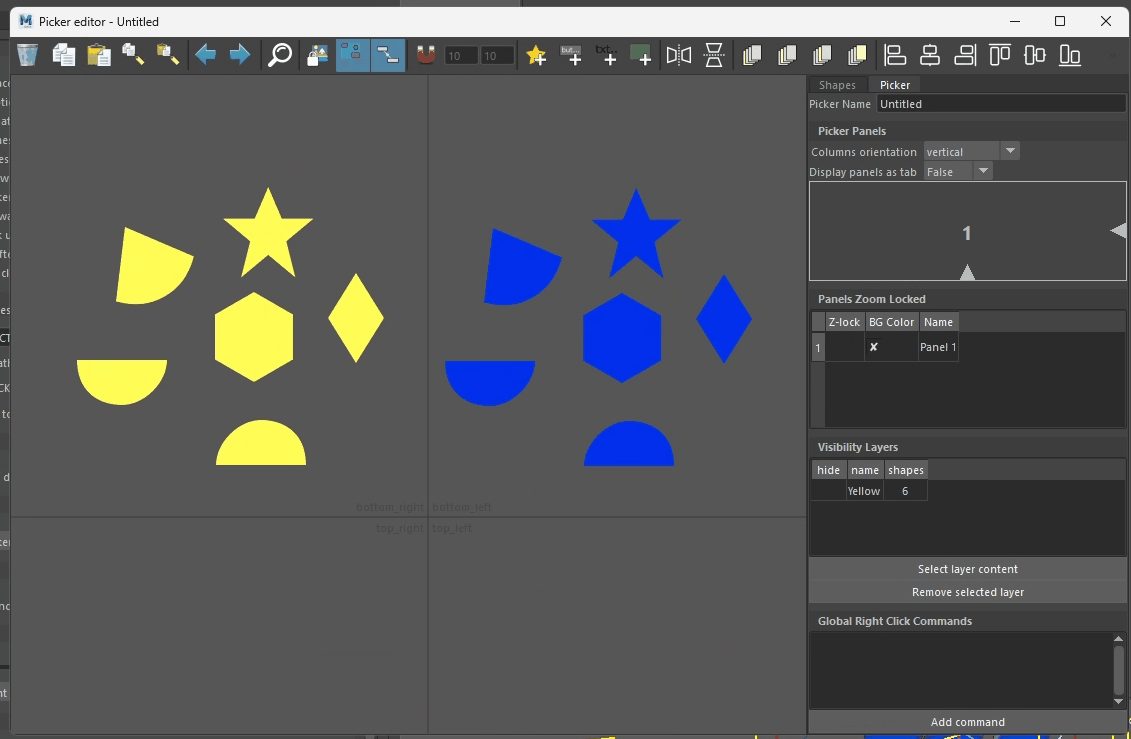 Picker editor - Untitled
10 10 but... txt...
Shapes Picker
Picker Name Untitled
Picker Panels
Columns orientation vertical
Display panels as tab False
1
Panels Zoom Locked
Z-lock BG Color Name
1 ✘ Panel 1
Visibility Layers
hide name shapes
Yellow 6
bottom_right bottom_left
top_right top_left
Select layer content
Remove selected layer
Global Right Click Commands
Add command